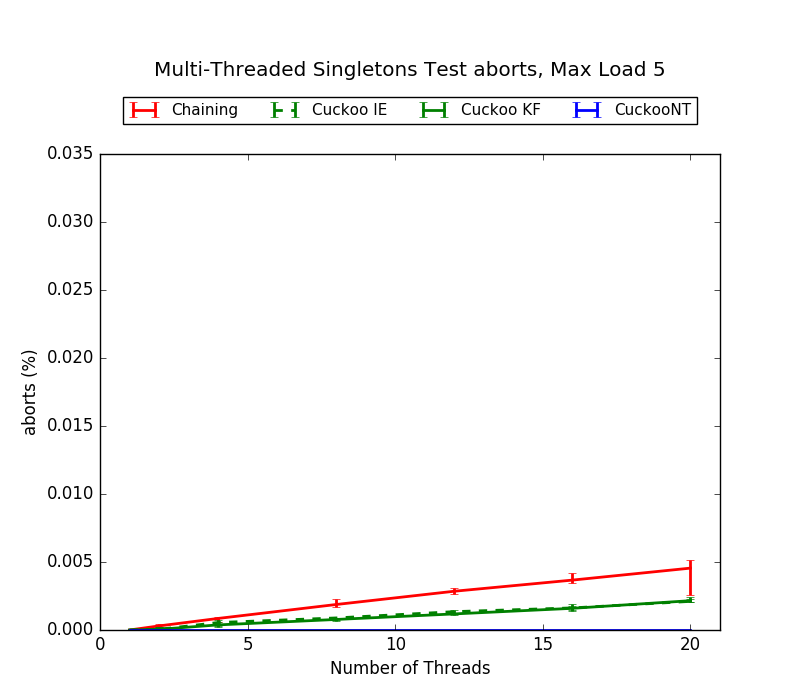 Multi-Threaded Singletons Test aborts, Max Load 5
Chaining Cuckoo IE Cuckoo KF CuckooNT
0.035
0.030
0.025
0.020
0.015
0.010
0.005
0.000
aborts (%)
0 5 10 15 20
Number of Threads